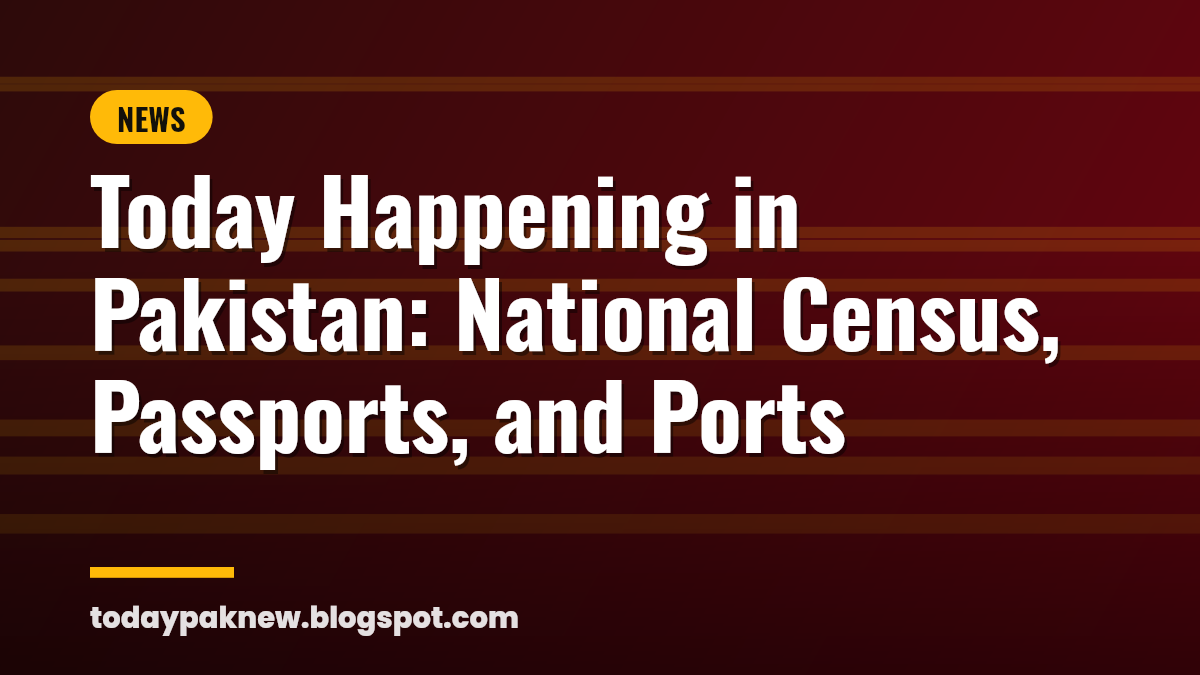 NEWS
Today Happening in
Pakistan: National Census,
Passports, and Ports
todaypaknew.blogspot.com